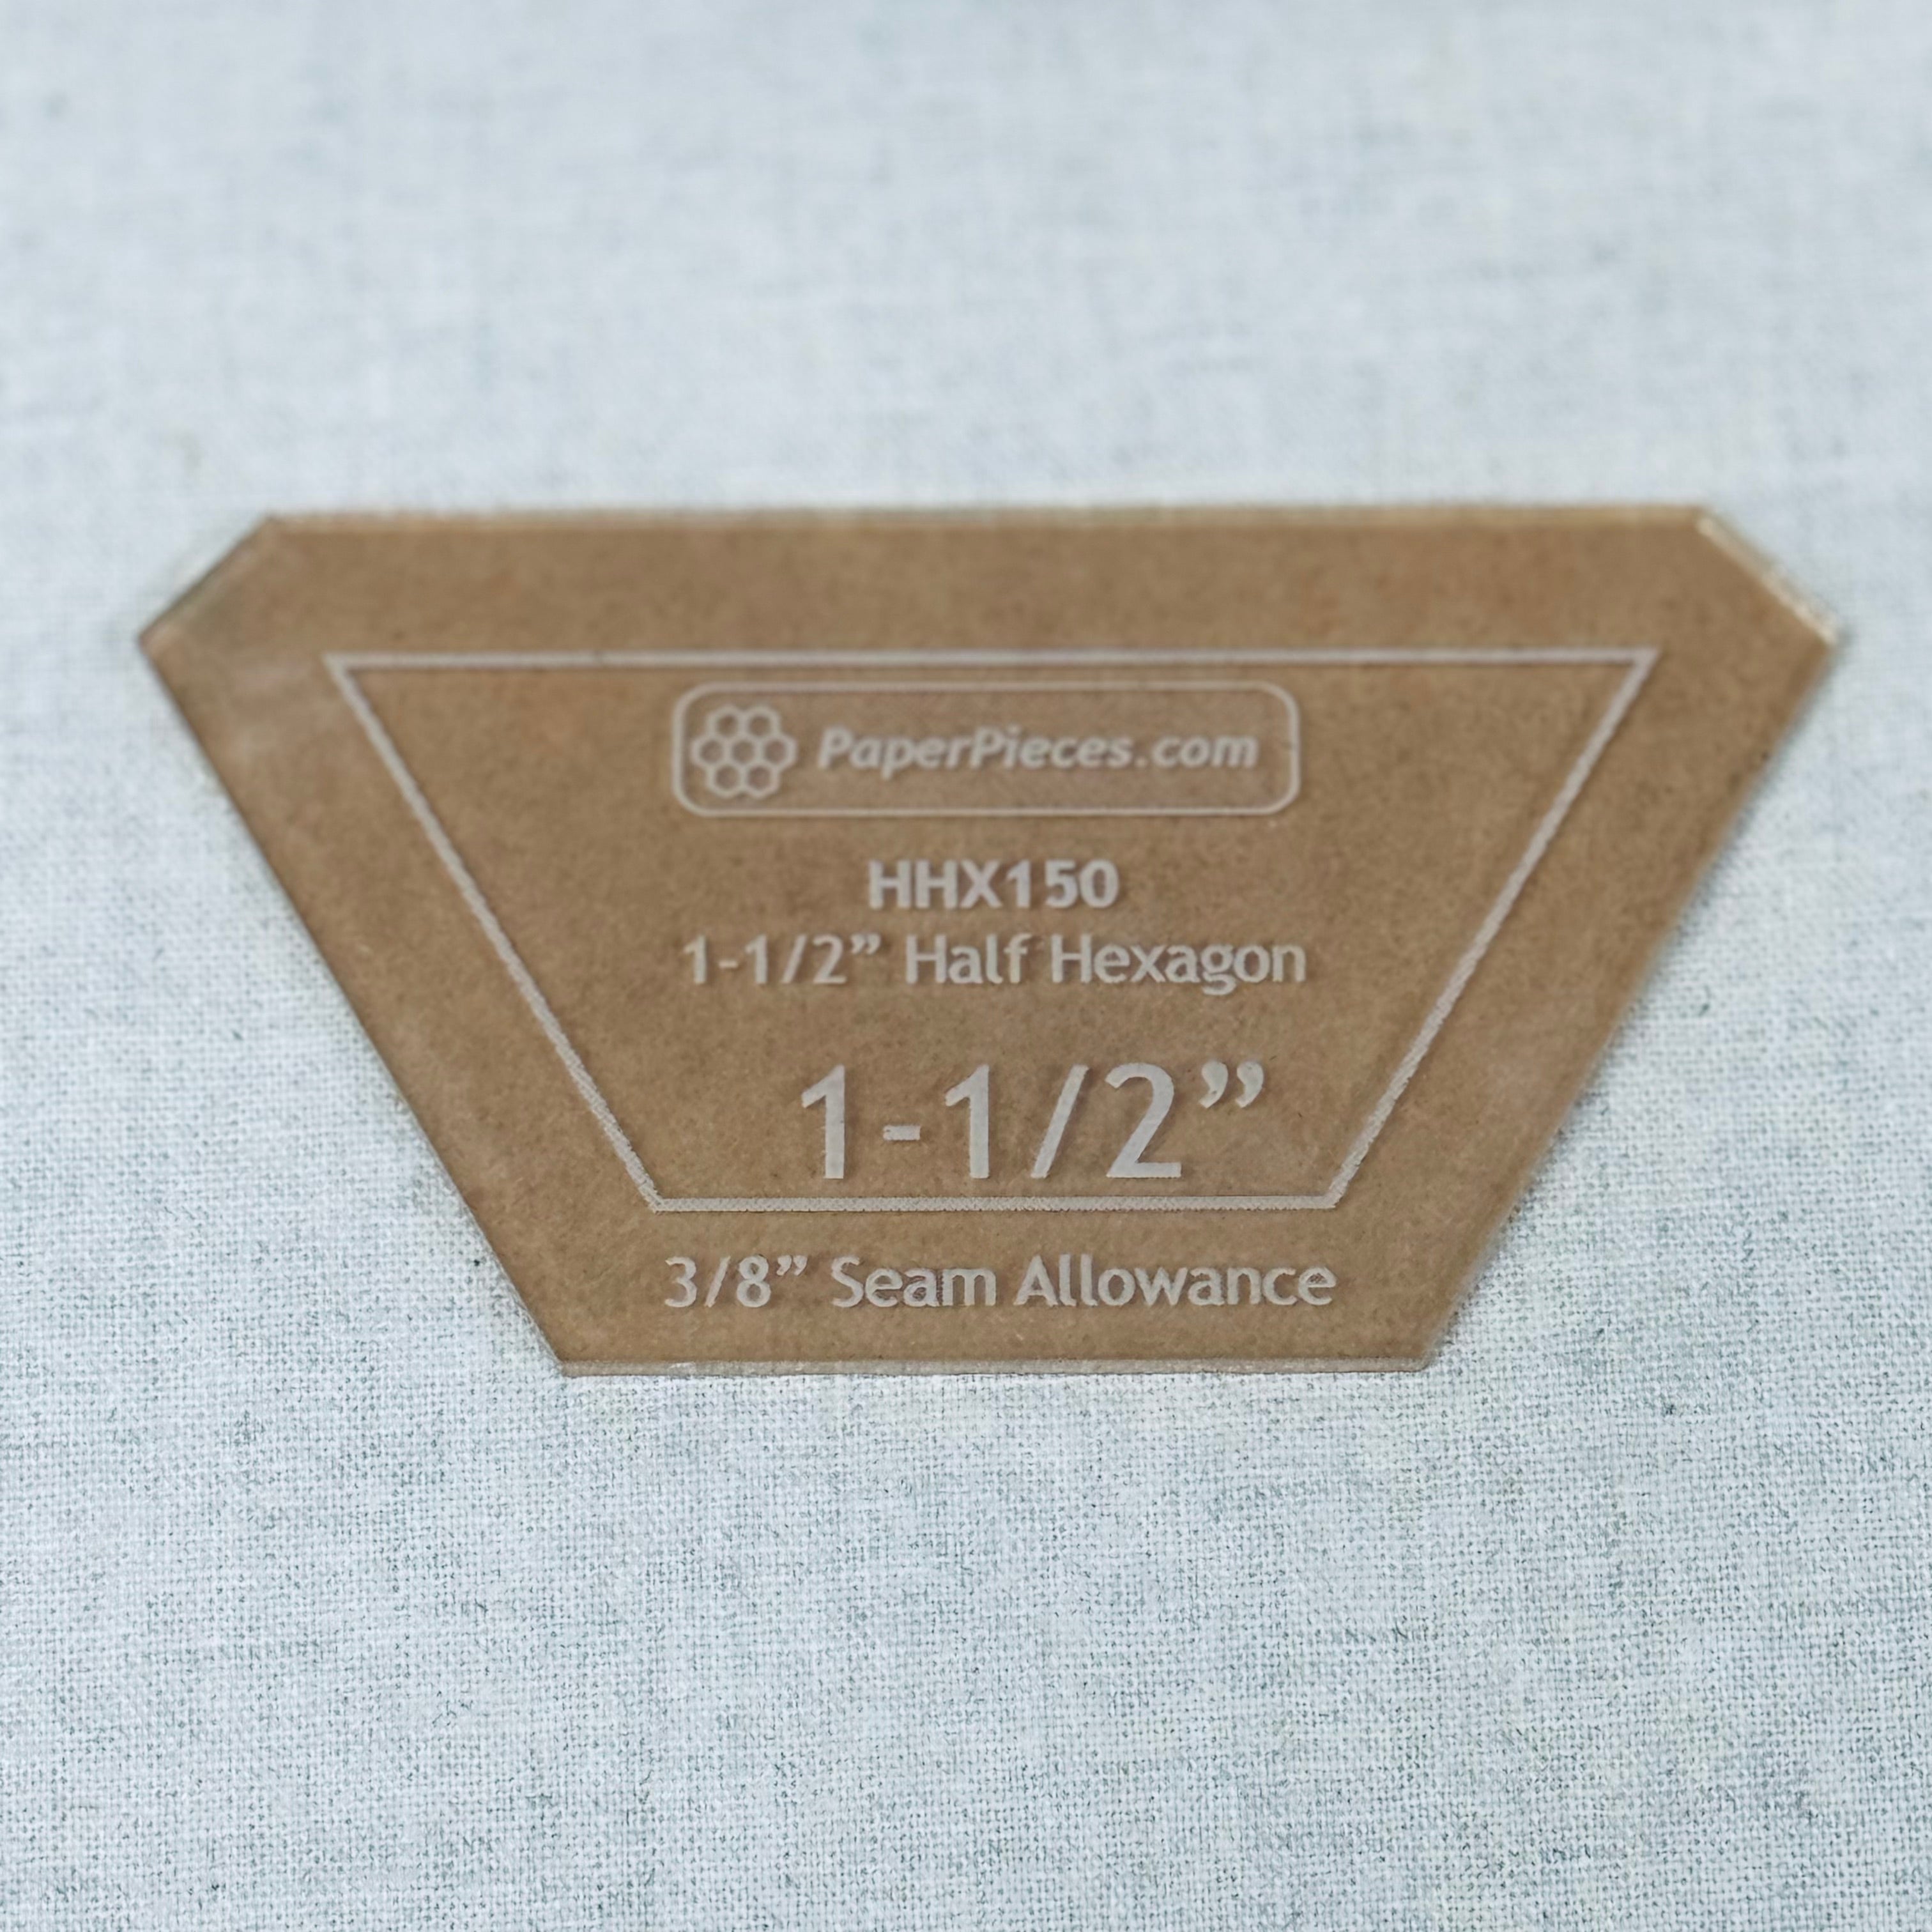 PaperPieces.com
HHX150
1-1/2” Half Hexagon
1-1/2”
3/8” Seam Allowance